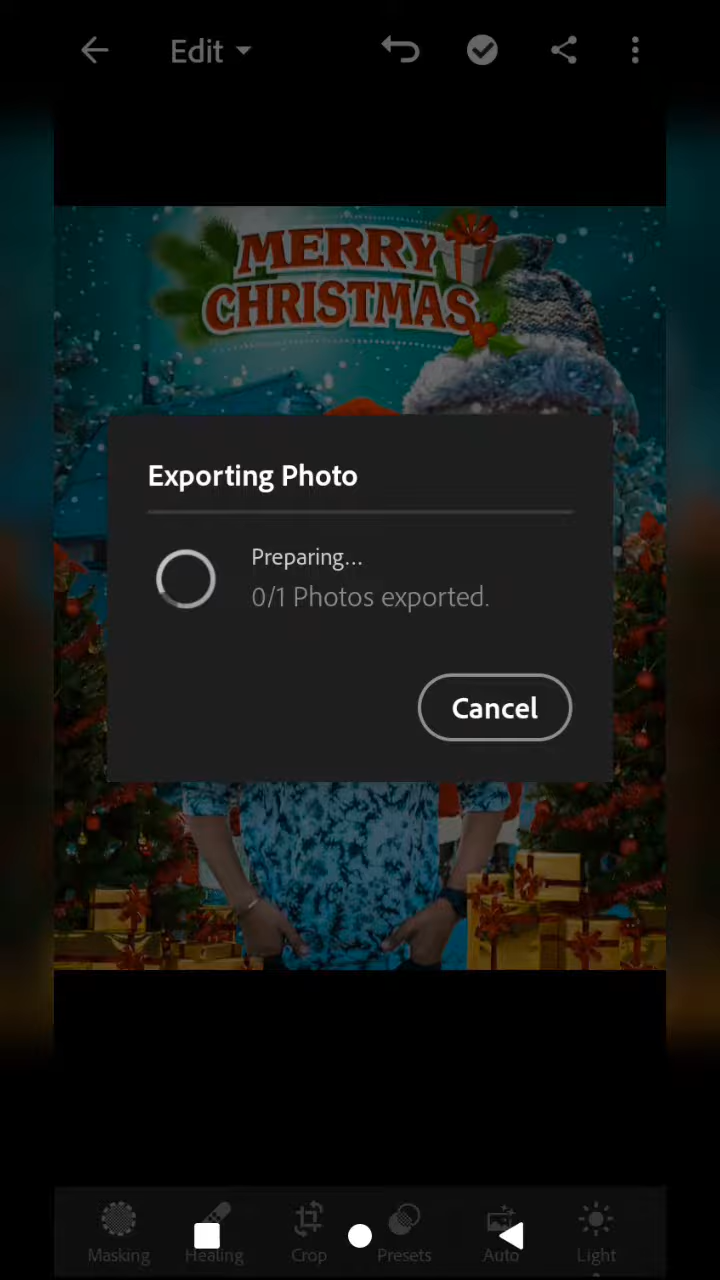 Edit
MERRY
CHRISTMAS
Exporting Photo
Preparing...
0/1 Photos exported.
Cancel
Masking
Healing
Crop
Presets
Auto
Light